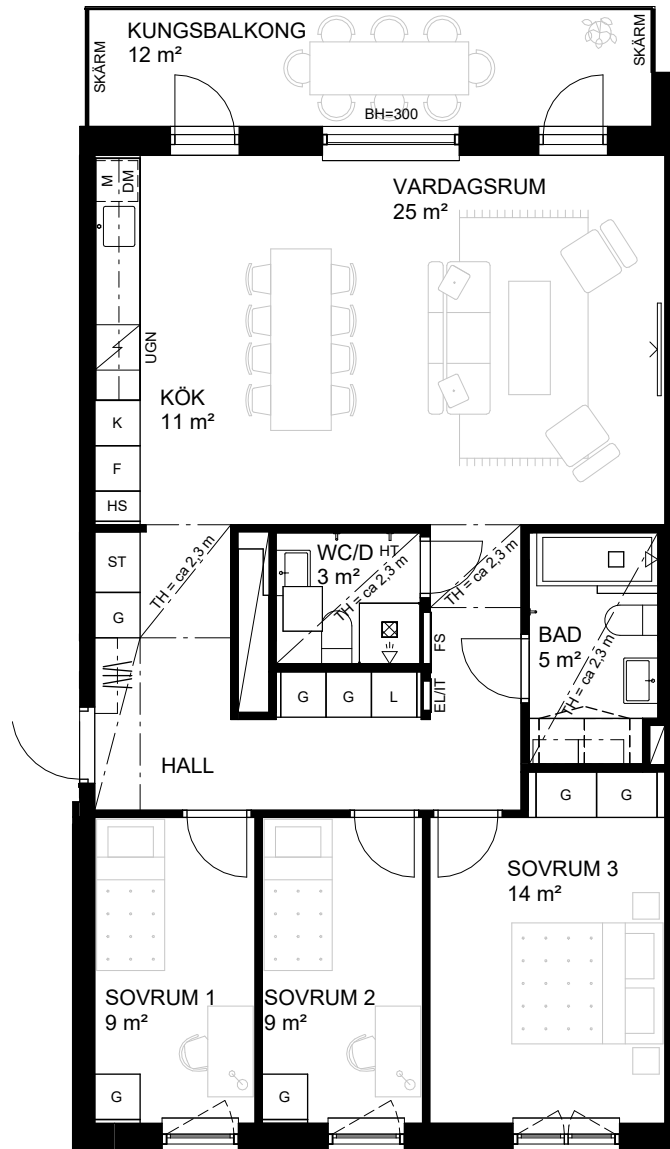 KUNGSBALKONG
12 m²
SKÄRM
SKÄRM
BH=300
M
DM
VARDAGSRUM
25 m²
UGN
KÖK
11 m²
K
F
HS
ST
G
TH = ca 2,3 m
WC/D
3 m²
HT
TH = ca 2,3 m
TH = ca 2,3 m
FS
BAD
5 m²
TH = ca 2,3 m
G
G
L
EL/IT
HALL
G
G
SOVRUM 3
14 m²
SOVRUM 1
9 m²
SOVRUM 2
9 m²
G
G